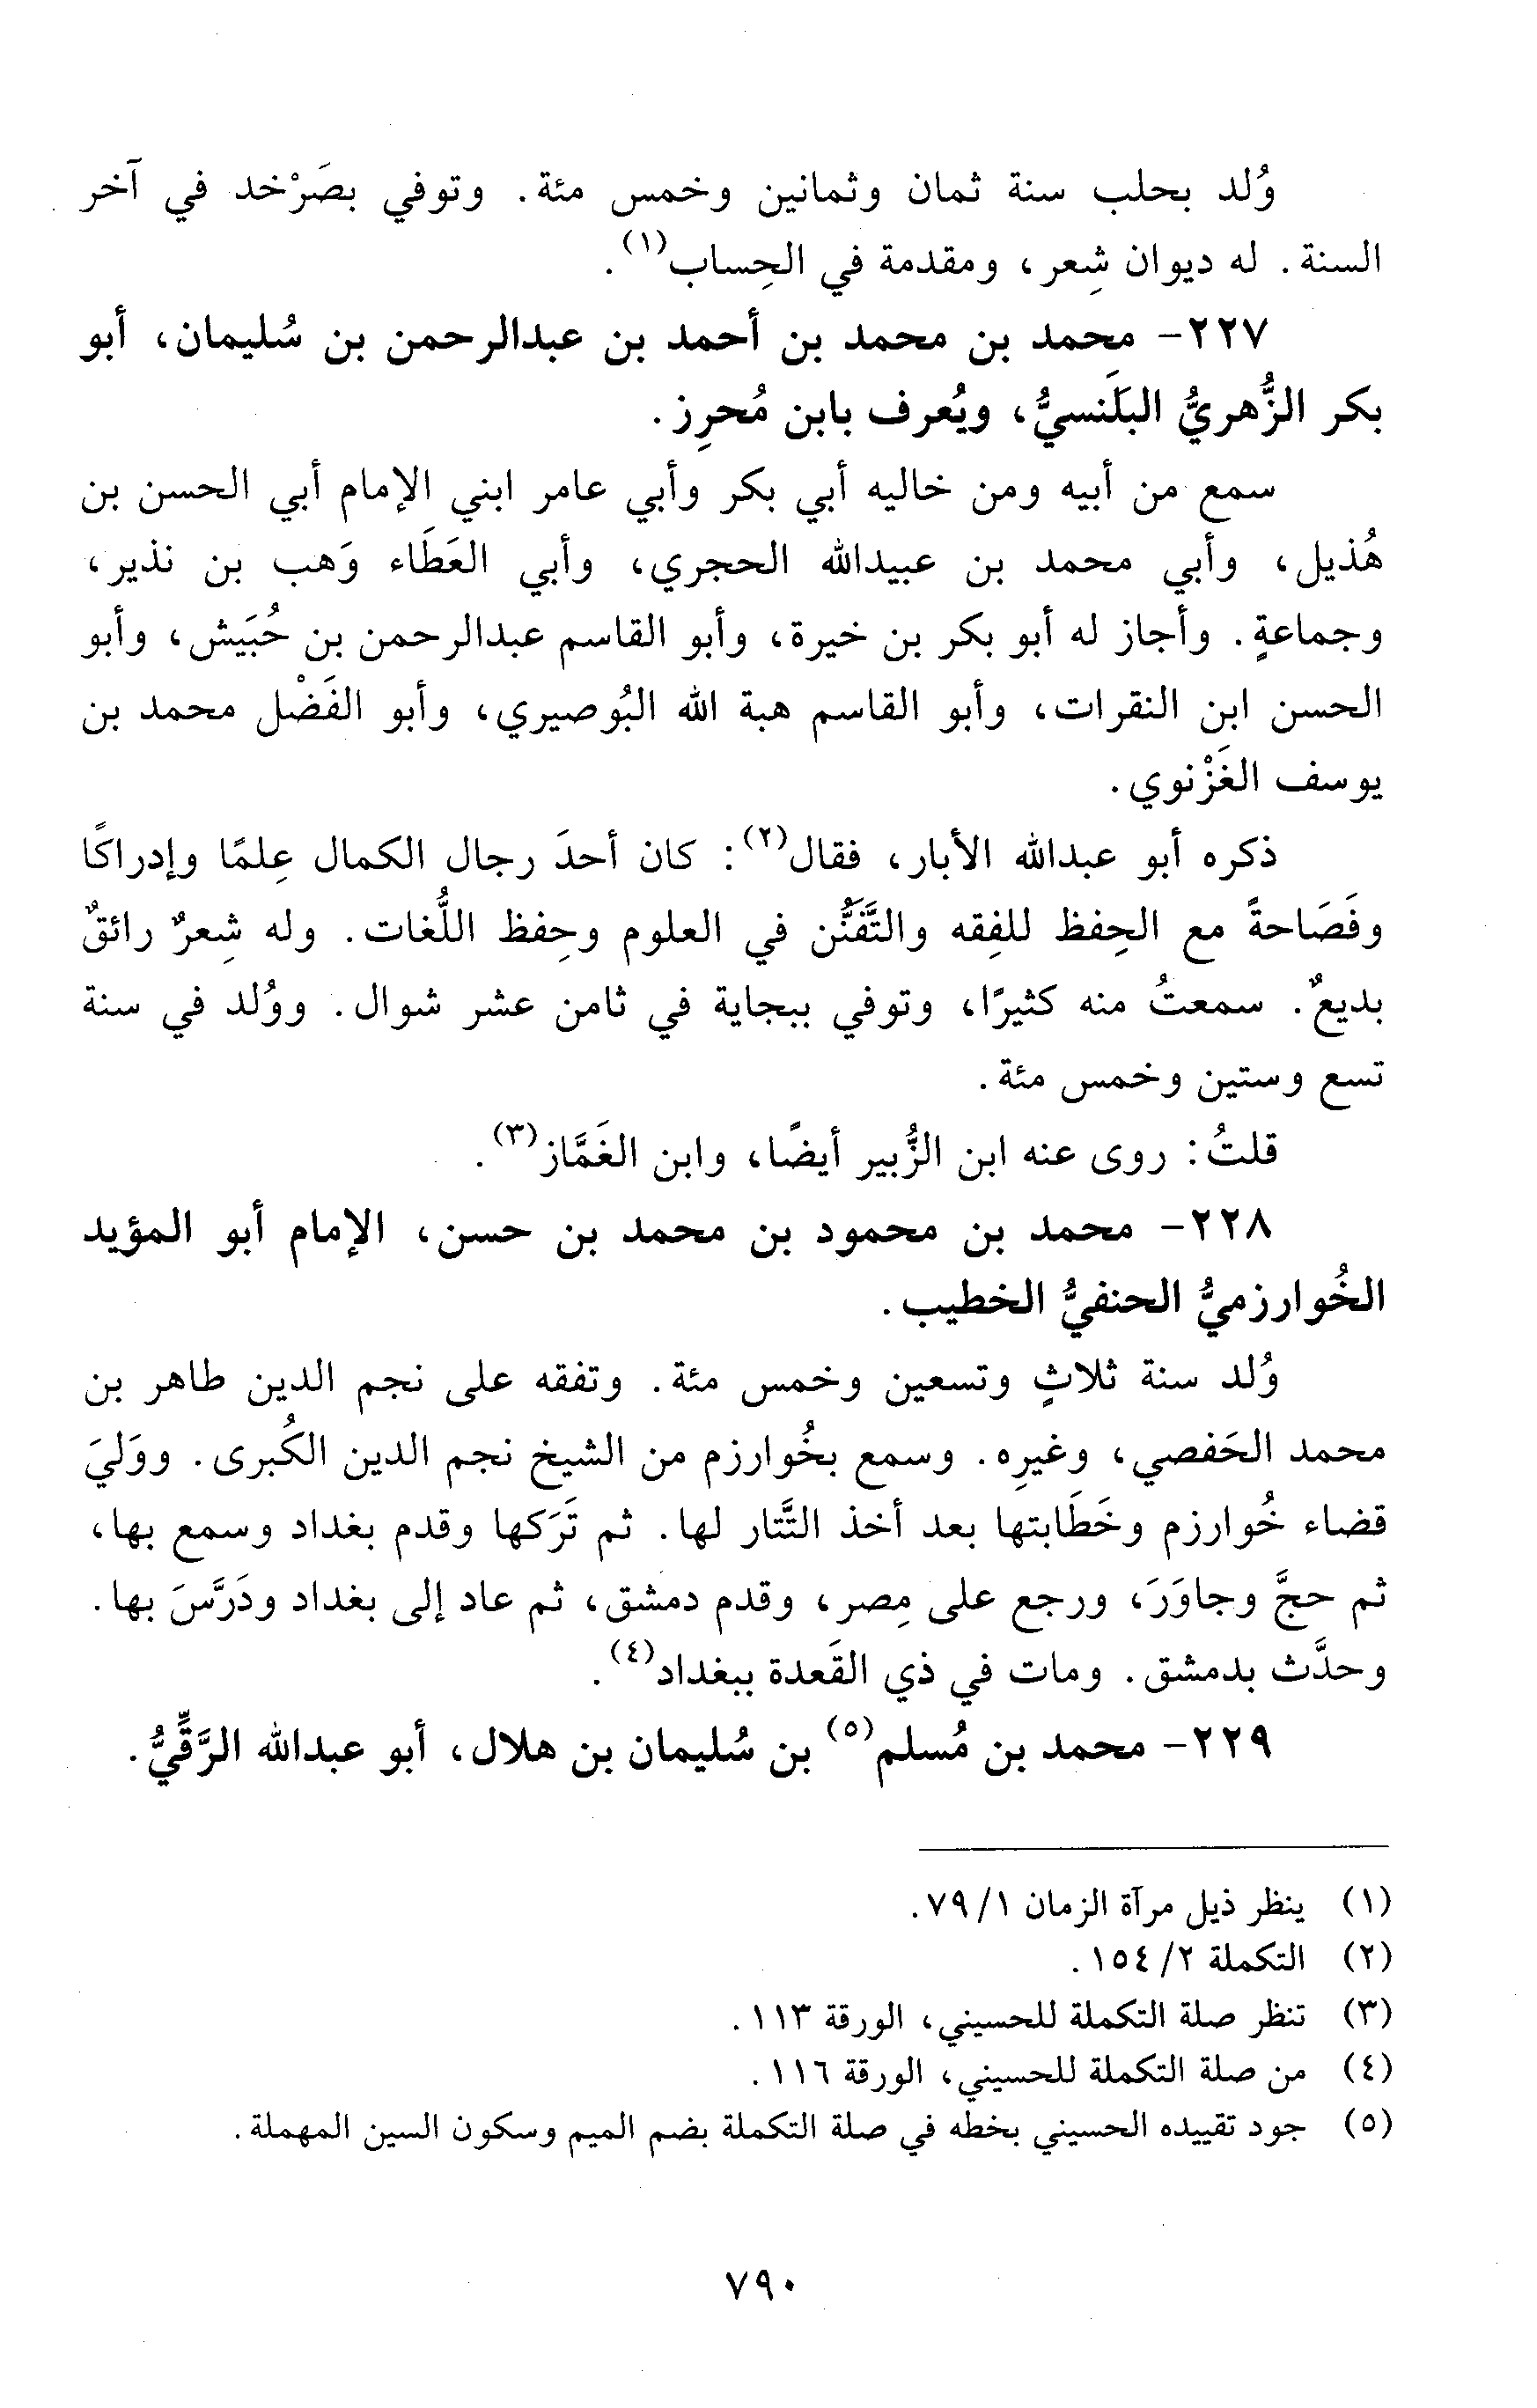 وُلد بحلب سنة ثمان وثمانين وخمس مئة. وتوفي بصَرْخد في آخر
السنة. له ديوان شِعر، ومقدمة في الحِساب(١).
٢٢٧- محمد بن محمد بن أحمد بن عبدالرحمن بن سُليمان، أبو
بكر الزُّهريُّ البلَنسيُّ، ويُعرف بابن مُحرِز.
سمع من أبيه ومن خاليه أبي بكر وأبي عامر ابني الإمام أبي الحسن بن
هُذيل، وأبي محمد بن عبيدالله الحجري، وأبي العَطَاء وَهب بن نذير،
وجماعةٍ. وأجاز له أبو بكر بن خيرة، وأبو القاسم عبدالرحمن بن حُبَيش، وأبو
الحسن ابن النقرات، وأبو القاسم هبة الله البُوصيري، وأبو الفَضْل محمد بن
يوسف الغَزْنوي.
ذكره أبو عبدالله الأبار، فقال(٢): كان أحدَ رجال الكمال عِلمًا وإدراكًا
وفَصَاحةً مع الحِفظ للفِقه والتَّفَنُّن في العلوم وحِفظ اللُّغات. وله شِعرٌ رائقٌ
بديعٌ. سمعتُ منه كثيرًا، وتوفي ببجاية في ثامن عشر شوال. ووُلد في سنة
تسع وستين وخمس مئة.
قلتُ: روى عنه ابن الزُّبير أيضًا، وابن الغَمَّاز(٣).
٢٢٨- محمد بن محمود بن محمد بن حسن، الإمام أبو المؤيد
الخُوارزميُّ الحنفيُّ الخطيب.
وُلد سنة ثلاثٍ وتسعين وخمس مئة. وتفقه على نجم الدين طاهر بن
محمد الحَفصي، وغيرِه. وسمع بخُوارزم من الشيخ نجم الدين الكُبرى. ووَليَ
قضاء خُوارزم وخَطَابتها بعد أخذ التَّتار لها. ثم تَرَكها وقدم بغداد وسمع بها،
ثم حجَّ وجاوَرَ، ورجع على مِصر، وقدم دمشق، ثم عاد إلى بغداد ودَرَّسَ بها.
وحدَّث بدمشق. ومات في ذي القَعدة ببغداد(٤).
٢٢٩- محمد بن مُسلم(٥) بن سُليمان بن هلال، أبو عبدالله الرَّقِّيُّ.
(١) ينظر ذيل مرآة الزمان ١/ ٧٩.
(٢) التكملة ٢/ ١٥٤.
(٣) تنظر صلة التكملة للحسيني، الورقة ١١٣.
(٤) من صلة التكملة للحسيني، الورقة ١١٦.
(٥) جود تقييده الحسيني بخطه في صلة التكملة بضم الميم وسكون السين المهملة.
٧٩٠